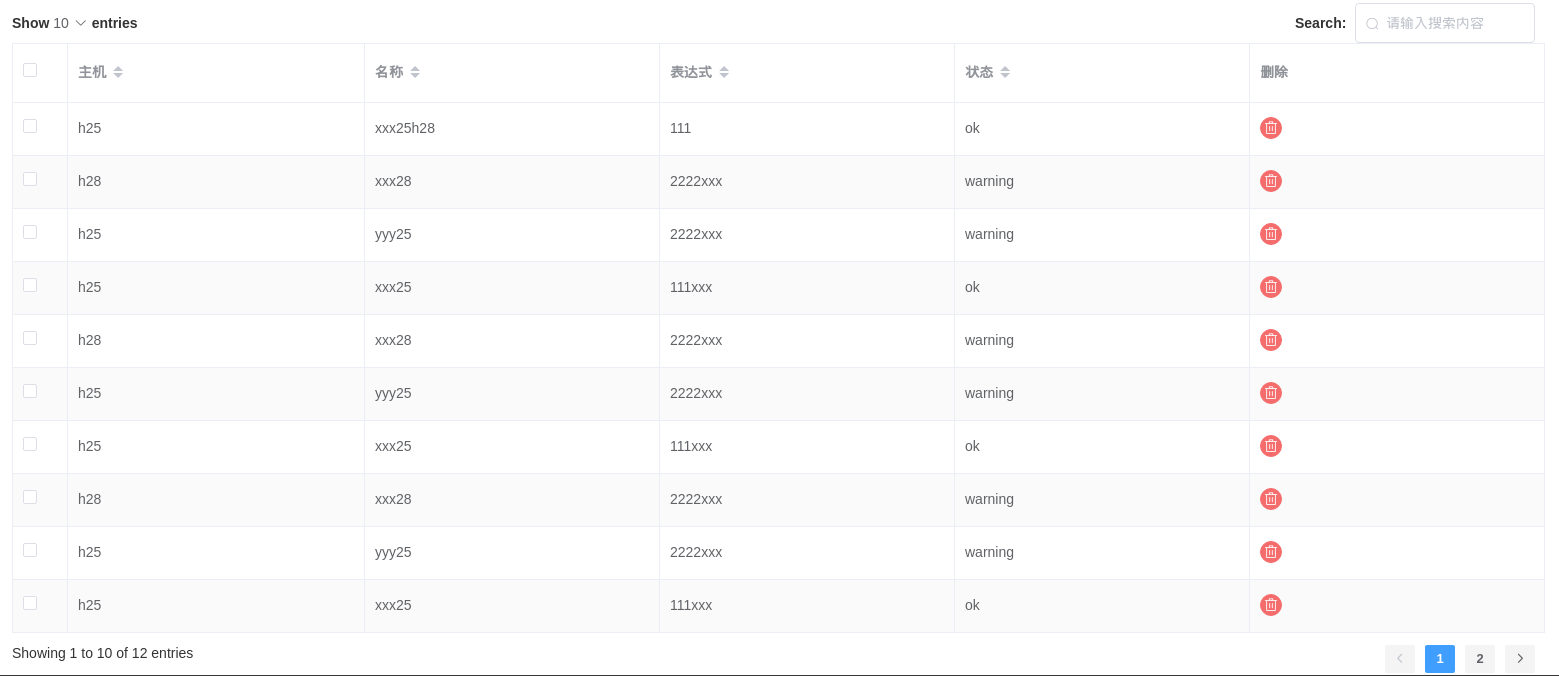 Show 10 entries Search: 请输入搜索内容
主机 名称 表达式 状态 删除
h25 xxx25h28 111 ok
h28 xxx28 2222xxx warning
h25 yyy25 2222xxx warning
h25 xxx25 111xxx ok
h28 xxx28 2222xxx warning
h25 yyy25 2222xxx warning
h25 xxx25 111xxx ok
h28 xxx28 2222xxx warning
h25 yyy25 2222xxx warning
h25 xxx25 111xxx ok
Showing 1 to 10 of 12 entries 1 2